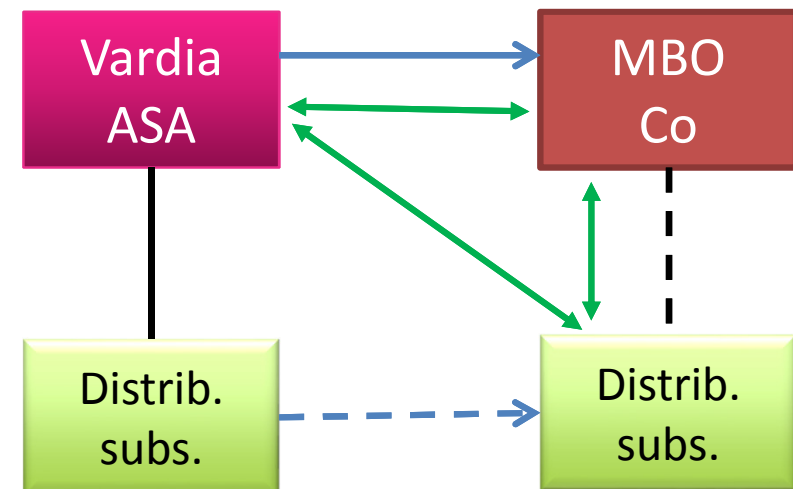 Vardia
ASA
MBO
Co
Distrib.
subs.
Distrib.
subs.